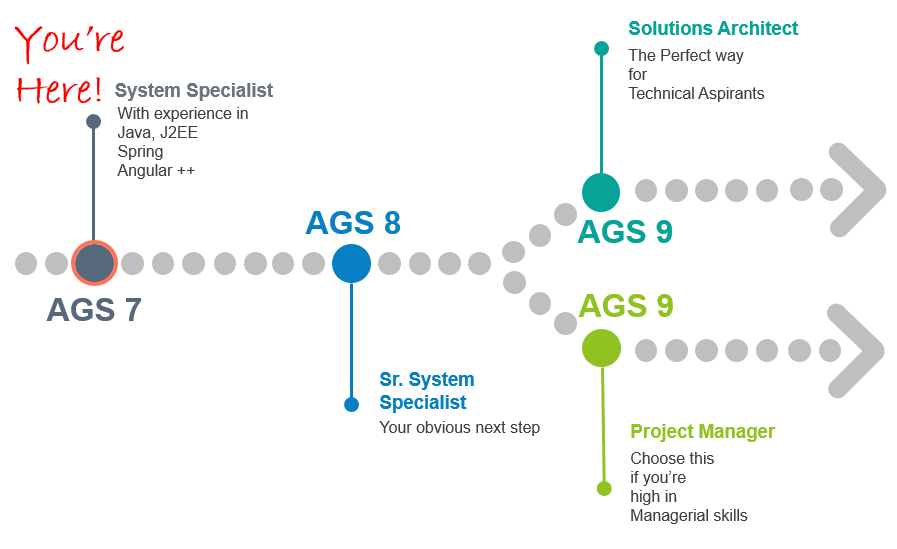 You're
Here!
System Specialist
With experience in
Java, J2EE
Spring
Angular ++
AGS 7
AGS 8
Sr. System
Specialist
Your obvious next step
Solutions Architect
The Perfect way
for
Technical Aspirants
AGS 9
AGS 9
Project Manager
Choose this
if you're
high in
Managerial skills